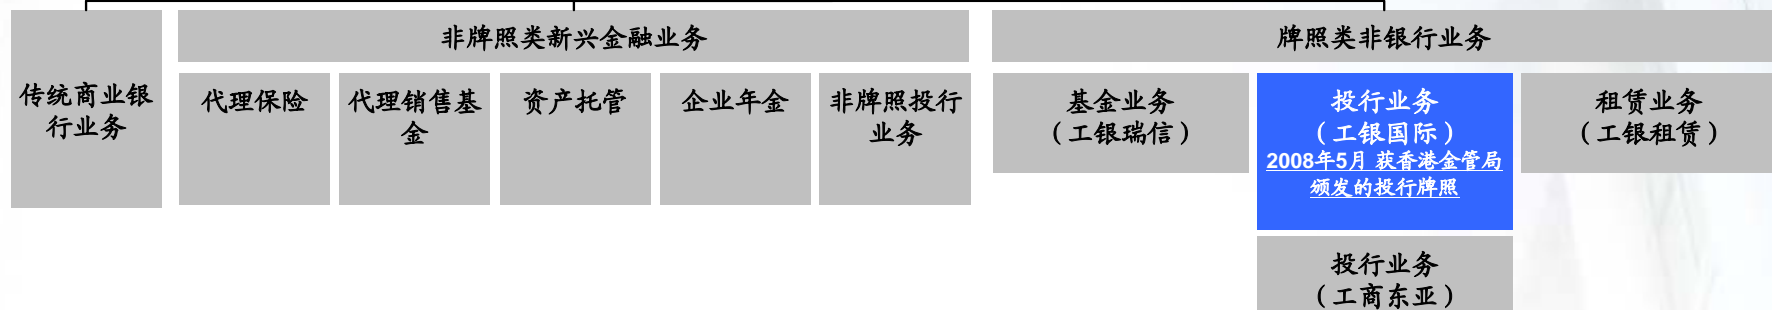 传统商业银
行业务
非牌照类新兴金融业务
代理保险
代理销售基
金
资产托管
企业年金
非牌照投行
业务
牌照类非银行业务
基金业务
（工银瑞信）
投行业务
（工银国际）
2008年5月 获香港金管局
颁发的投行牌照
投行业务
（工商东亚）
租赁业务
（工银租赁）